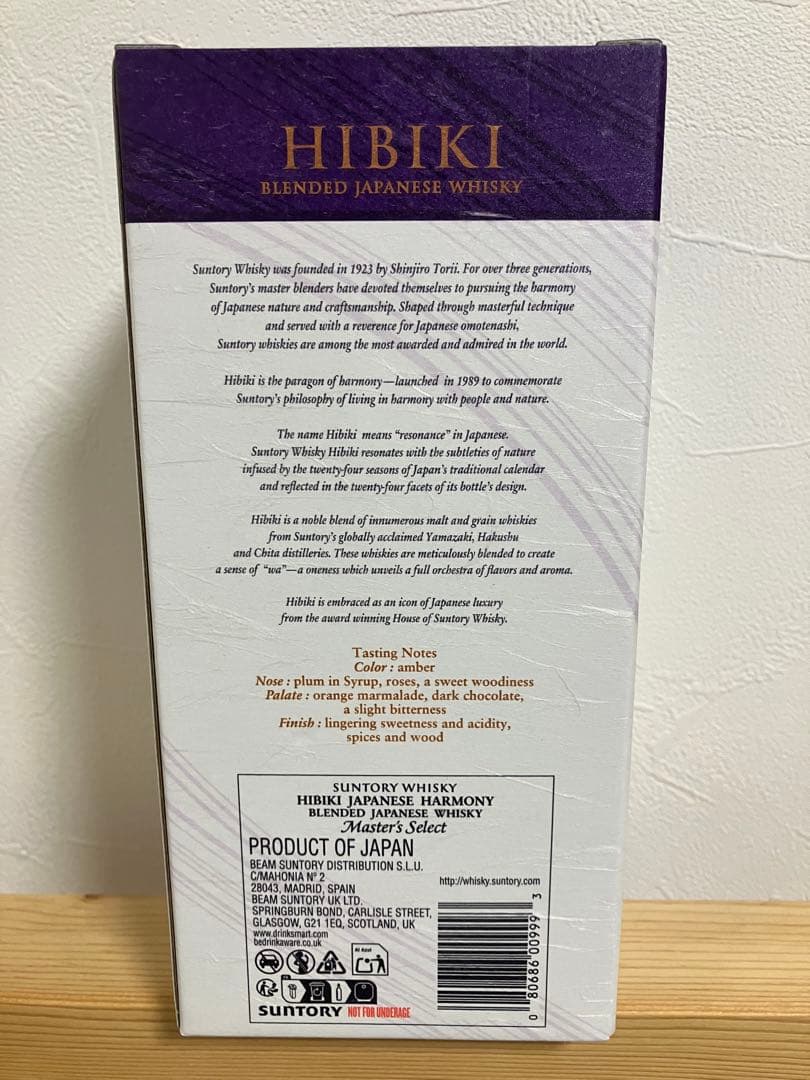 HIBIKI
BLENDED JAPANESE WHISKY
Suntory Whisky was founded in 1923 by Shinjiro Torii. For over three generations,
Suntory's master blenders have devoted themselves to pursuing the harmony
of Japanese nature and craftsmanship. Shaped through masterful technique
and served with a reverence for Japanese omotenashi,
Suntory whiskies are among the most awarded and admired in the world.
Hibiki is the paragon of harmony—launched in 1989 to commemorate
Suntory's philosophy of living in harmony with people and nature.
The name Hibiki means "resonance" in Japanese.
Suntory Whisky Hibiki resonates with the subtleties of nature
infused by the twenty-four seasons of Japan's traditional calendar
and reflected in the twenty-four facets of its bottle's design.
Hibiki is a noble blend of innumerous malt and grain whiskies
from Suntory's globally acclaimed Yamazaki, Hakushu
and Chita distilleries. These whiskies are meticulously blended to create
a sense of "wa"—a oneness which unveils a full orchestra of flavors and aroma.
Hibiki is embraced as an icon of Japanese luxury
from the award winning House of Suntory Whisky.
Tasting Notes
Color : amber
Nose : plum in Syrup, roses, a sweet woodiness
Palate : orange marmalade, dark chocolate,
a slight bitterness
Finish : lingering sweetness and acidity,
spices and wood
SUNTORY WHISKY
HIBIKI JAPANESE HARMONY
BLENDED JAPANESE WHISKY
Master's Select
PRODUCT OF JAPAN
BEAM SUNTORY DISTRIBUTION S.L.U.
C/MAHONIA Nº 2
28043, MADRID, SPAIN
BEAM SUNTORY UK LTD.
SPRINGBURN BOND, CARLISLE STREET,
GLASGOW, G21 1EQ, SCOTLAND, UK
www.drinksmart.com
bedrinkaware.co.uk
http://whisky.suntory.com
0 80686 00999 3
Al Azul
SUNTORY NOT FOR UNDERAGE